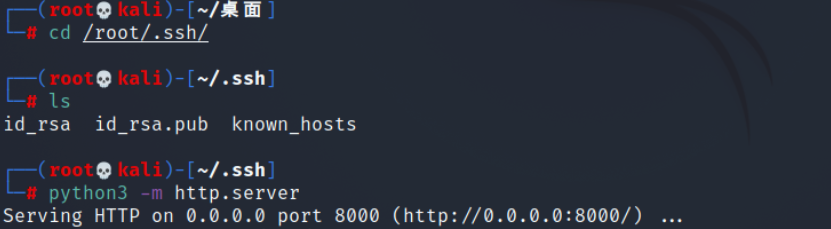 ┌──(root💀kali)-[~/桌面]
└─# cd /root/.ssh/
┌──(root💀kali)-[~/.ssh]
└─# ls
id_rsa  id_rsa.pub  known_hosts
┌──(root💀kali)-[~/.ssh]
└─# python3 -m http.server
Serving HTTP on 0.0.0.0 port 8000 (http://0.0.0.0:8000/) ...